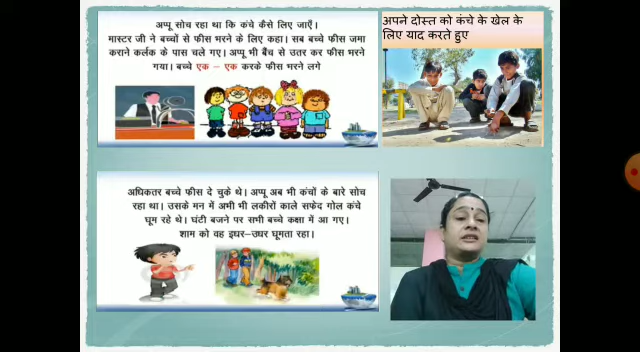 अप्पू सोच रहा था कि कंचे कैसे लिए जाएँ।
मास्टर जी ने बच्चों से फीस भरने के लिए कहा। सब बच्चे फीस जमा
कराने कर्लक के पास चले गए। अप्पू भी बैंच से उतर कर फीस भरने
गया। बच्चे एक – एक करके फीस भरने लगे
अपने दोस्त को कंचे के खेल के
लिए याद करते हुए
अधिकतर बच्चे फीस दे चुके थे। अप्पू अब भी कंचों के बारे सोच
रहा था। उसके मन में अभी भी लकीरों काले सफेद गोल कंचे
घूम रहे थे। घंटी बजने पर सभी बच्चे कक्षा में आ गए।
शाम को वह इधर–उधर घूमता रहा।